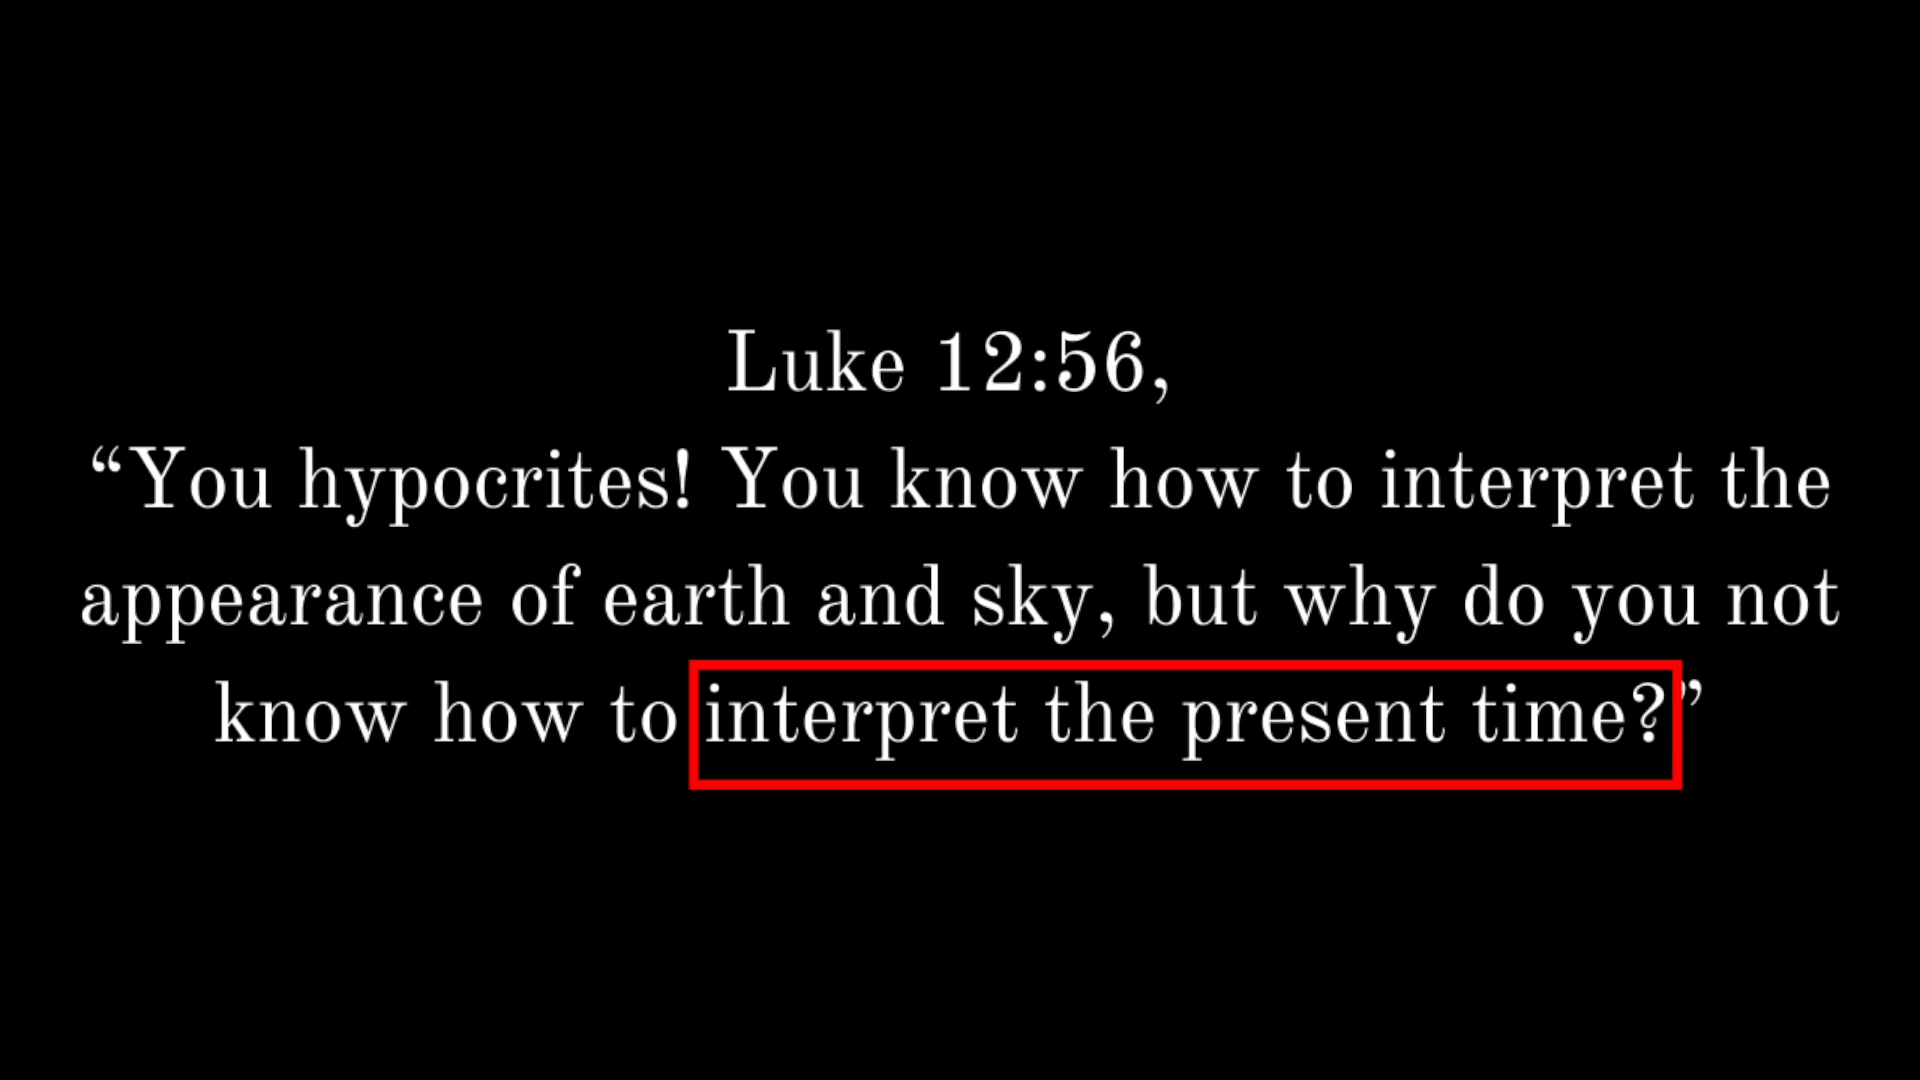 Luke 12:56,
“You hypocrites! You know how to interpret the
appearance of earth and sky, but why do you not
know how to interpret the present time?”